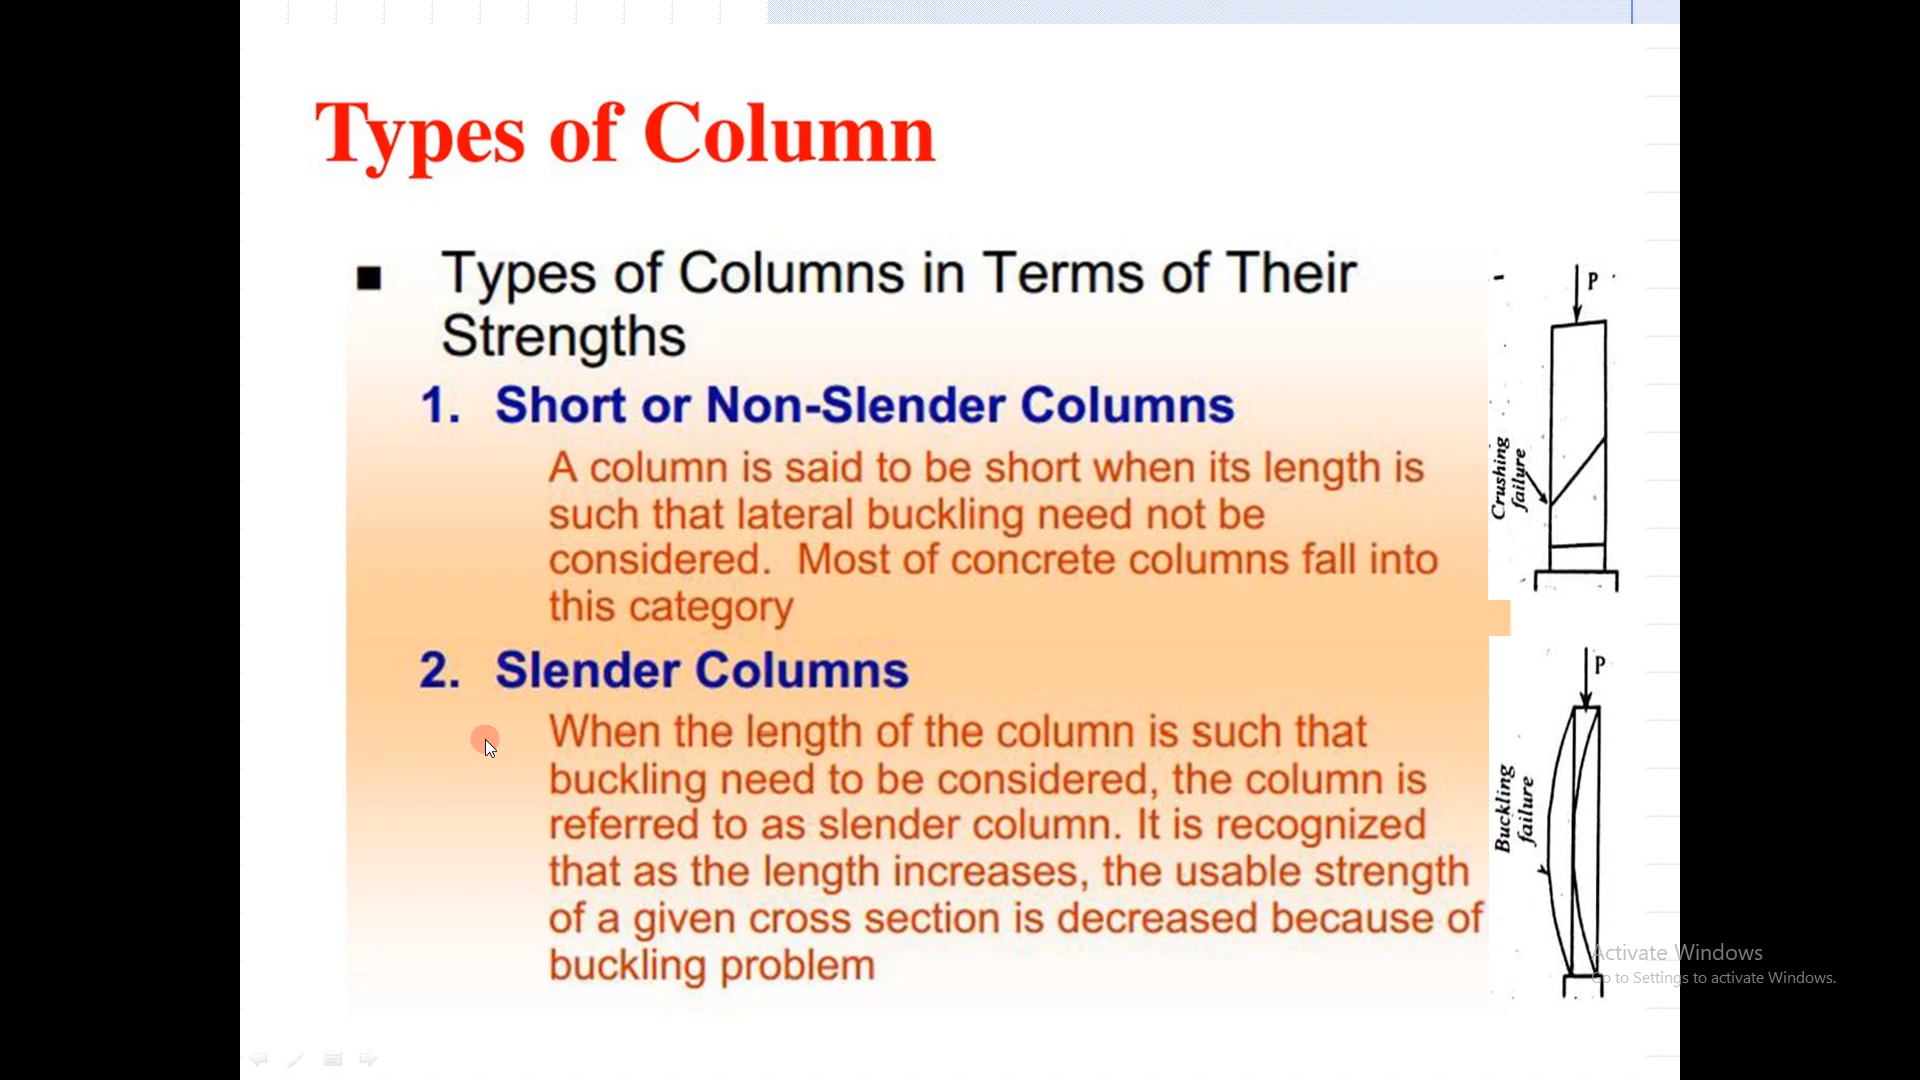 Types of Column
■ Types of Columns in Terms of Their
Strengths
1. Short or Non-Slender Columns
A column is said to be short when its length is
such that lateral buckling need not be
considered. Most of concrete columns fall into
this category
2. Slender Columns
When the length of the column is such that
buckling need to be considered, the column is
referred to as slender column. It is recognized
that as the length increases, the usable strength
of a given cross section is decreased because of
buckling problem
P
Crushing
failure
P
Buckling
failure
Activate Windows
Go to Settings to activate Windows.